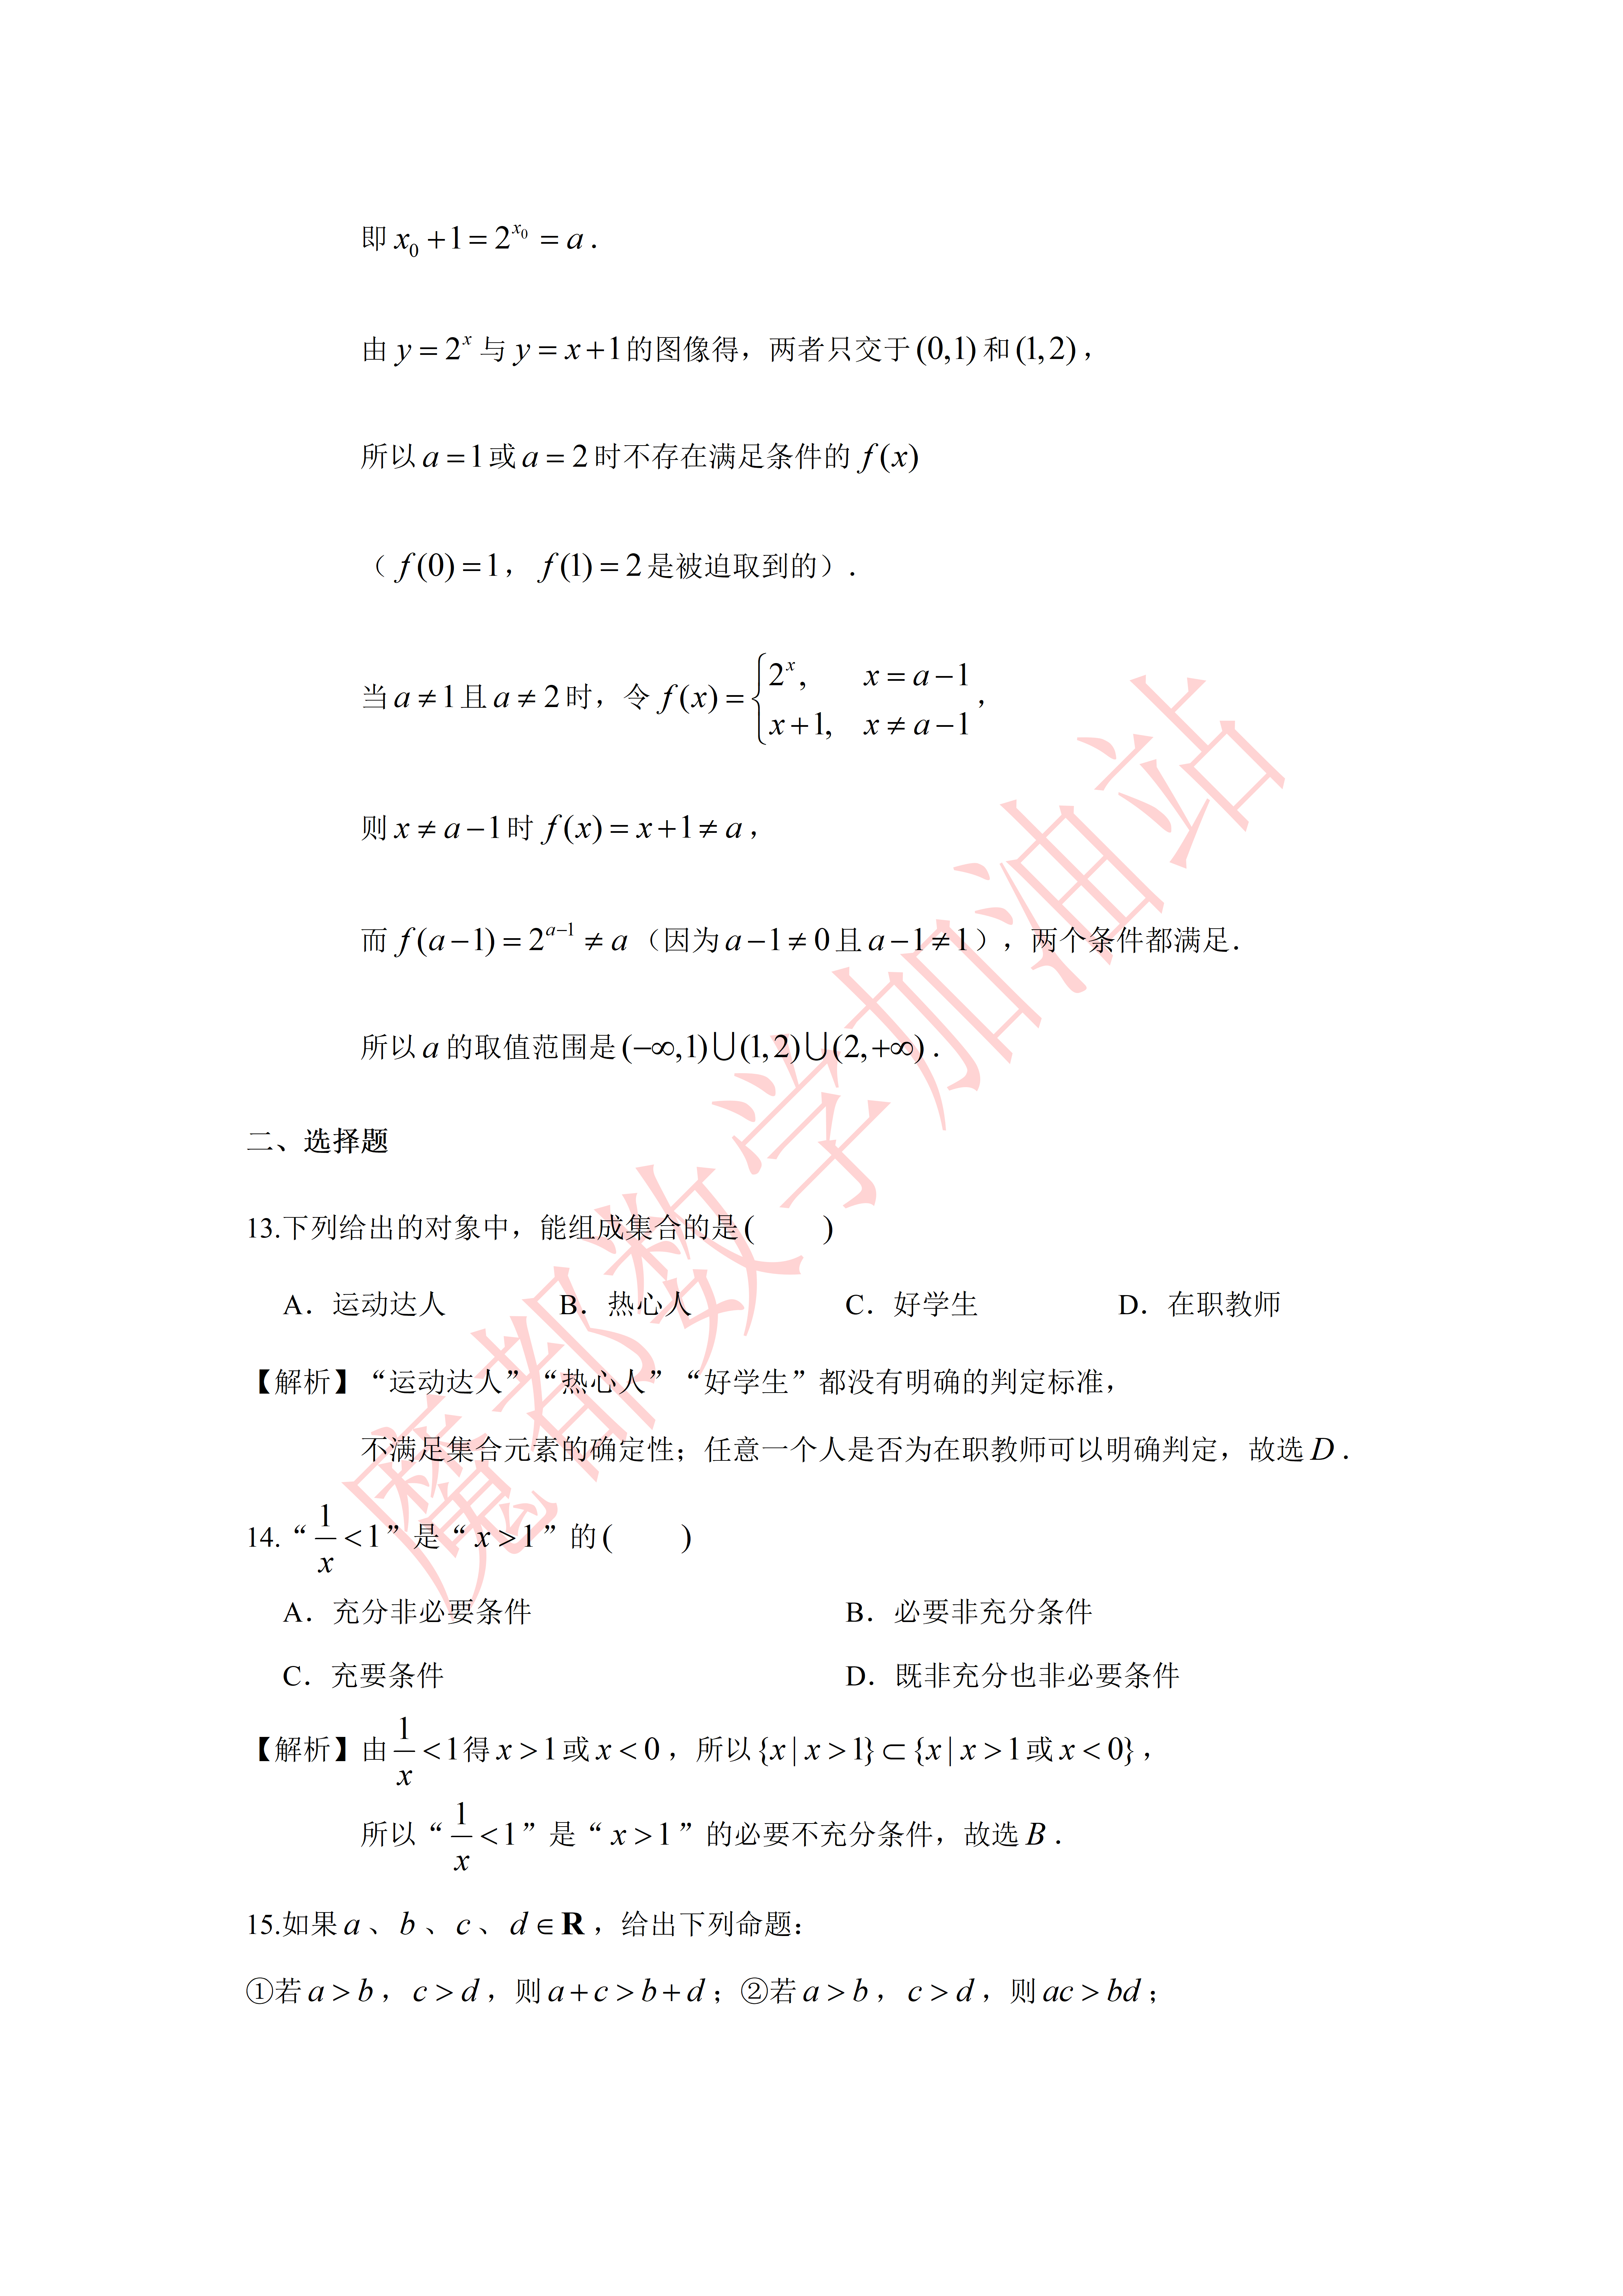 即 x₀+1=2^{x₀}=a．
由 y=2^x 与 y=x+1 的图像得，两者只交于 (0,1) 和 (1,2)，
所以 a=1 或 a=2 时不存在满足条件的 f(x)
（f(0)=1，f(1)=2 是被迫取到的）．
当 a≠1 且 a≠2 时，令 f(x)={2^x, x=a−1
x+1, x≠a−1，
则 x≠a−1 时 f(x)=x+1≠a，
而 f(a−1)=2^{a−1}≠a（因为 a−1≠0 且 a−1≠1），两个条件都满足．
所以 a 的取值范围是 (−∞,1)∪(1,2)∪(2,+∞)．
二、选择题
13.下列给出的对象中，能组成集合的是(  )
A．运动达人 B．热心人 C．好学生 D．在职教师
【解析】“运动达人”“热心人”“好学生”都没有明确的判定标准，
不满足集合元素的确定性；任意一个人是否为在职教师可以明确判定，故选 D．
14.“1/x<1”是“x>1”的(  )
A．充分非必要条件 B．必要非充分条件
C．充要条件 D．既非充分也非必要条件
【解析】由 1/x<1 得 x>1 或 x<0，所以 {x|x>1}⊂{x|x>1或x<0}，
所以“1/x<1”是“x>1”的必要不充分条件，故选 B．
15.如果 a、b、c、d∈R，给出下列命题：
①若 a>b，c>d，则 a+c>b+d；②若 a>b，c>d，则 ac>bd；
魔都数学加油站